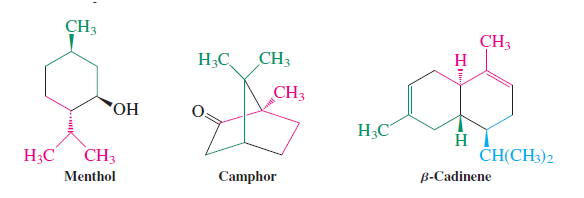 CH3
OH
H3C CH3
Menthol
H3C CH3
CH3
O
Camphor
CH3
H
H3C
H
CH(CH3)2
β-Cadinene